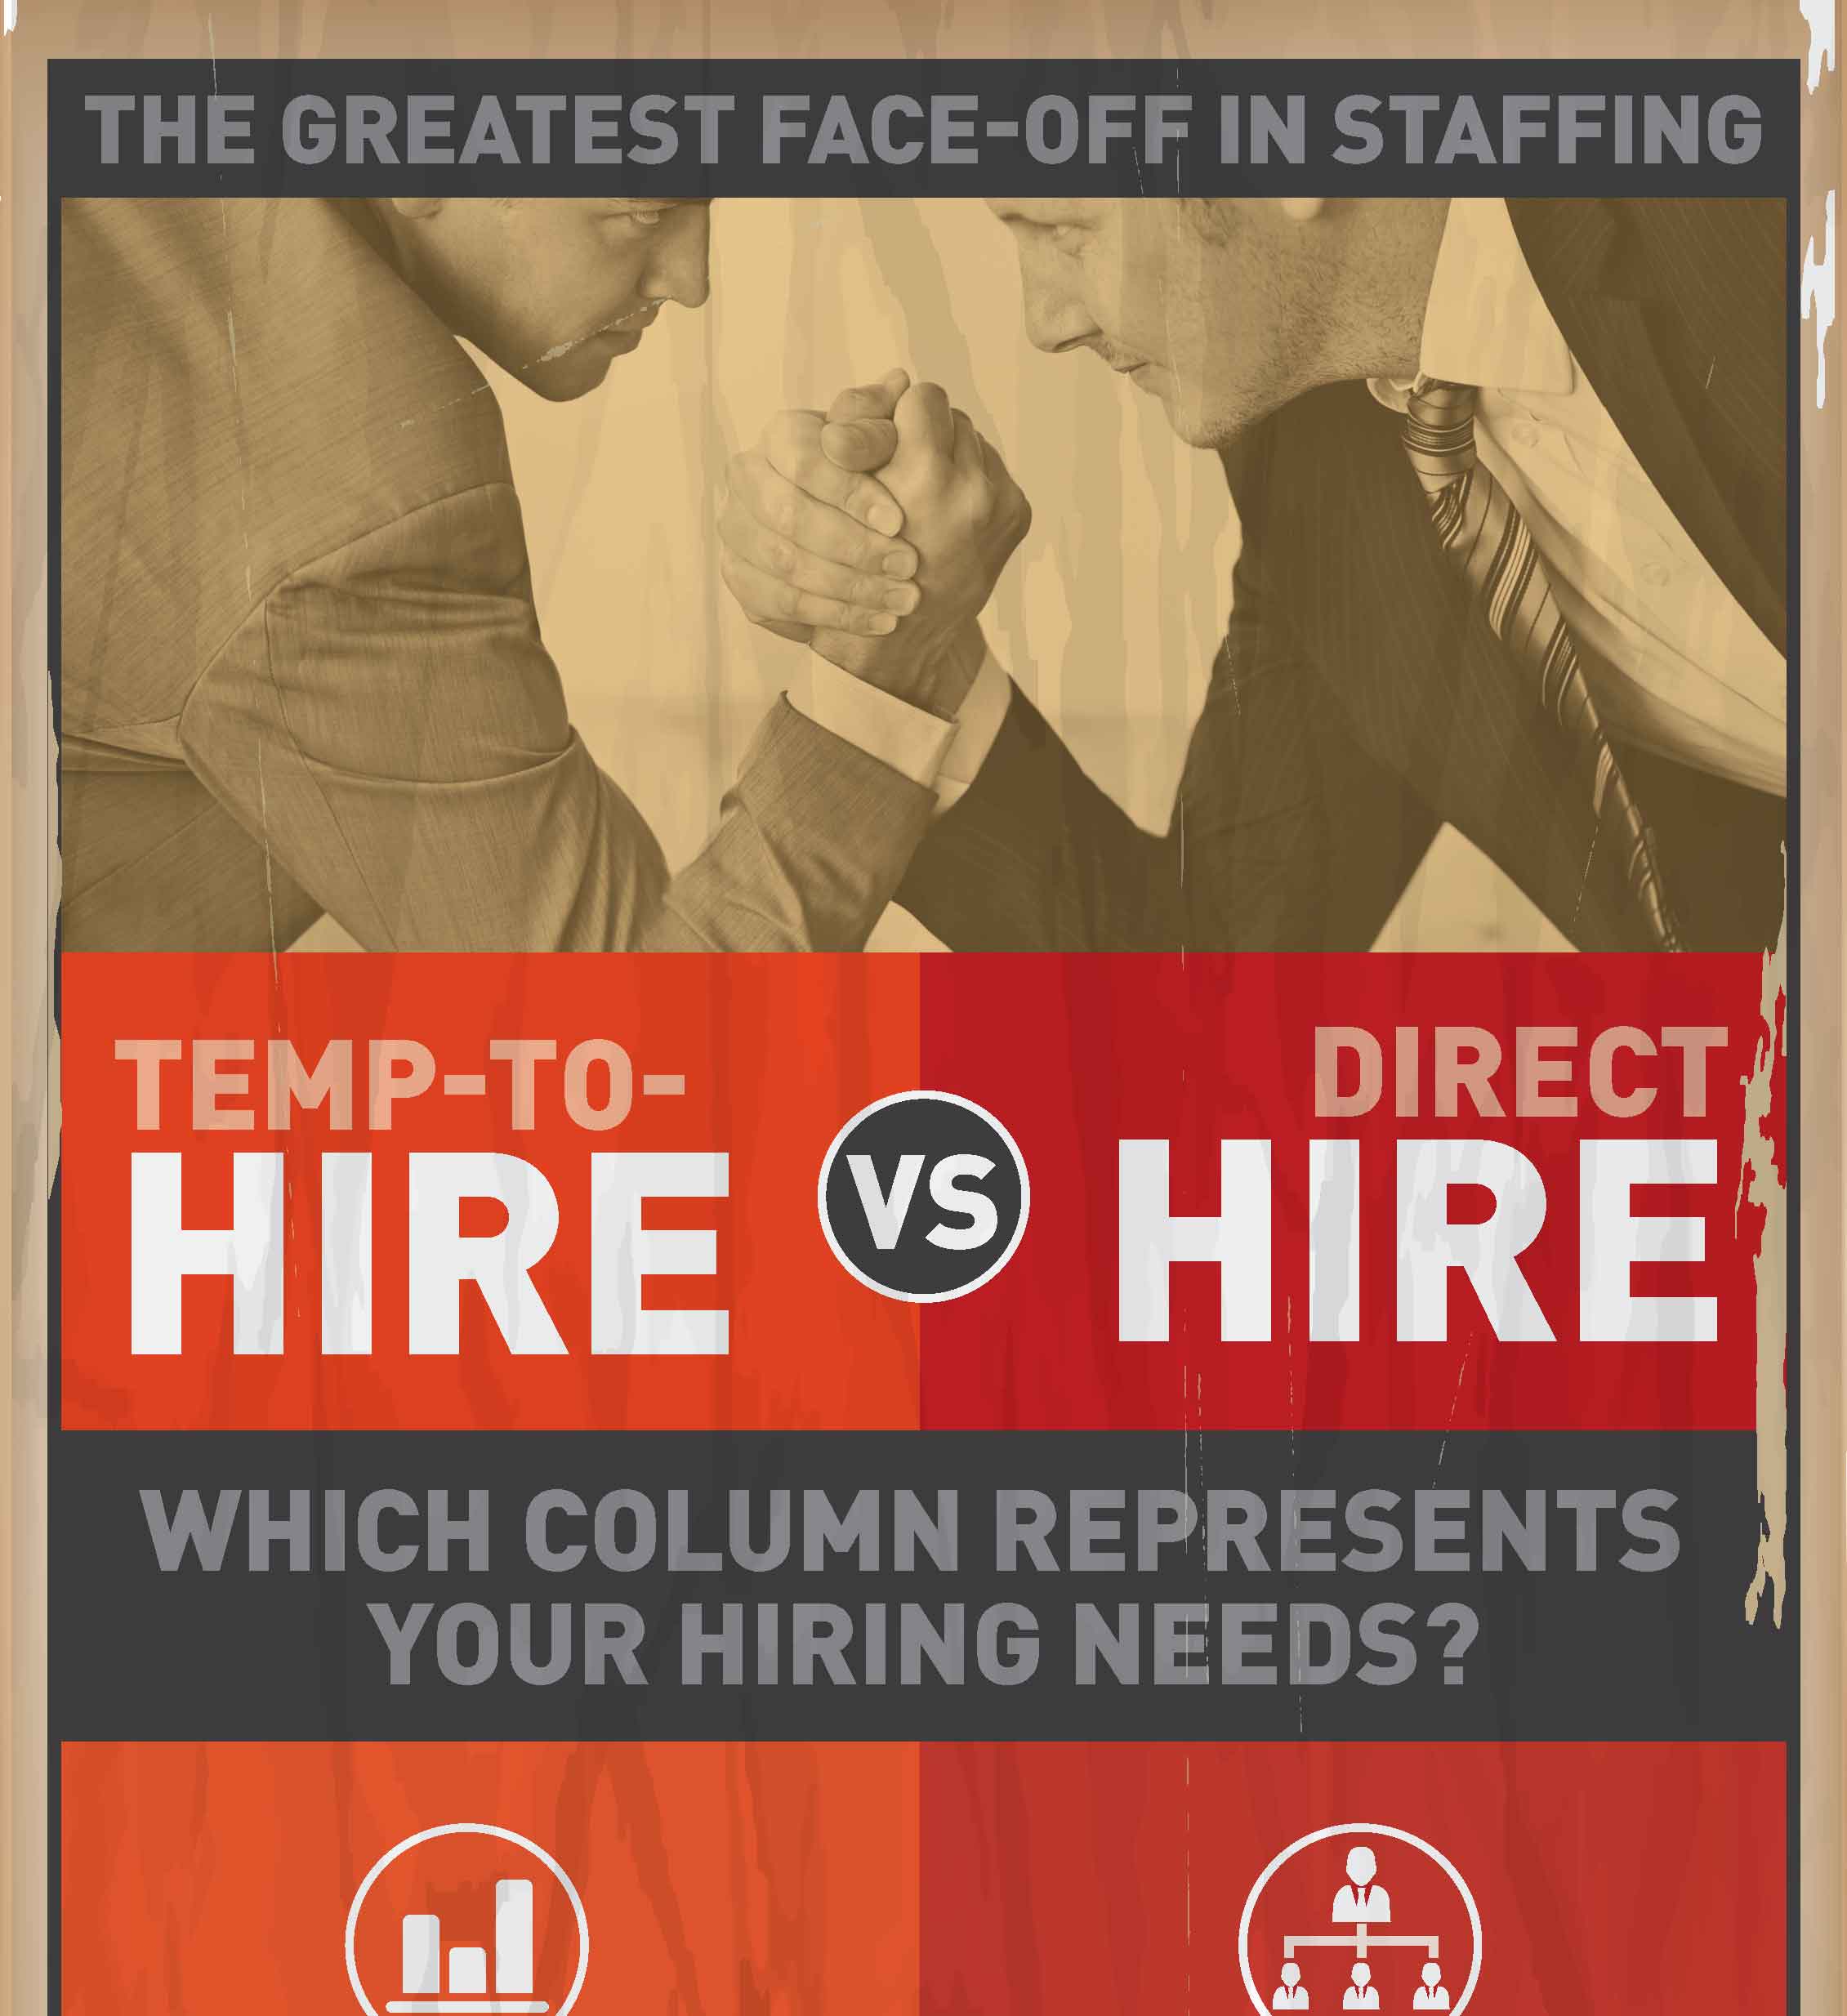 THE GREATEST FACE-OFF IN STAFFING
TEMP-TO-
HIRE
VS
DIRECT
HIRE
WHICH COLUMN REPRESENTS
YOUR HIRING NEEDS?